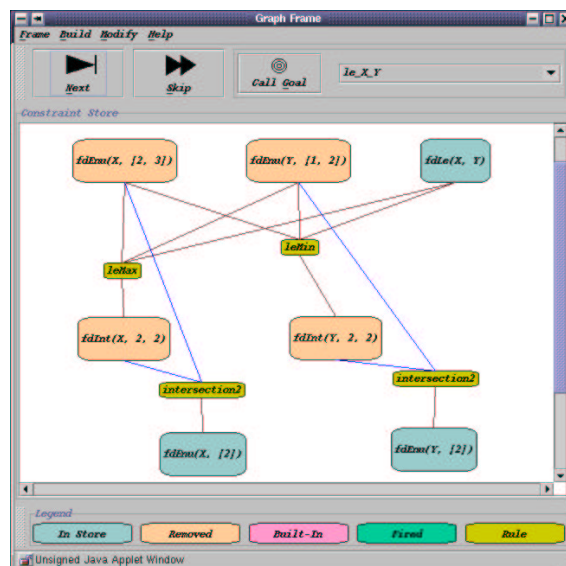 Graph Frame
Frame Build Modify Help
Next
Skip
Call Goal
le_X_Y
Constraint Store
fdEnu(X, [2, 3])
fdEnu(Y, [1, 2])
fdLe(X, Y)
leMin
leMax
fdInt(X, 2, 2)
fdInt(Y, 2, 2)
intersection2
intersection2
fdEnu(X, [2])
fdEnu(Y, [2])
Legend
In Store
Removed
Built-In
Fired
Rule
Unsigned Java Applet Window